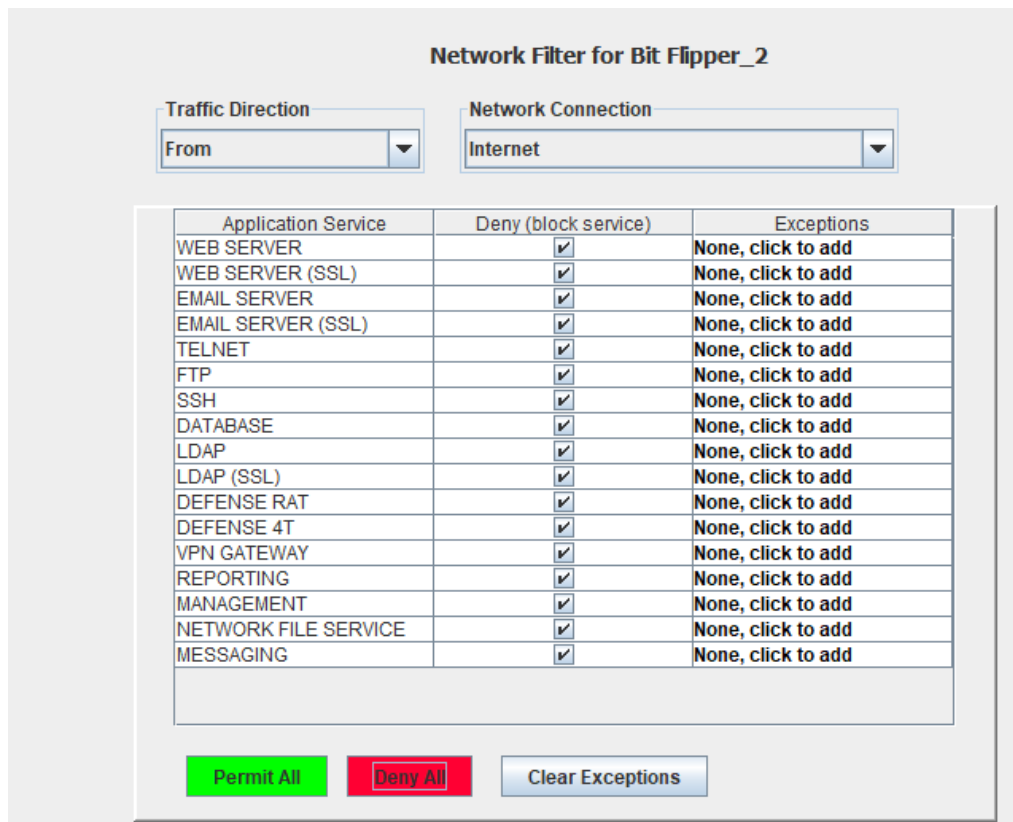 Network Filter for Bit Flipper_2
Traffic Direction Network Connection
From Internet
Application Service Deny (block service) Exceptions
WEB SERVER None, click to add
WEB SERVER (SSL) None, click to add
EMAIL SERVER None, click to add
EMAIL SERVER (SSL) None, click to add
TELNET None, click to add
FTP None, click to add
SSH None, click to add
DATABASE None, click to add
LDAP None, click to add
LDAP (SSL) None, click to add
DEFENSE RAT None, click to add
DEFENSE 4T None, click to add
VPN GATEWAY None, click to add
REPORTING None, click to add
MANAGEMENT None, click to add
NETWORK FILE SERVICE None, click to add
MESSAGING None, click to add
Permit All Deny All Clear Exceptions